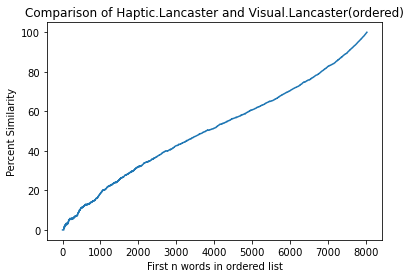 Comparison of Haptic.Lancaster and Visual.Lancaster(ordered)
100
80
60
40
20
0
Percent Similarity
0 1000 2000 3000 4000 5000 6000 7000 8000
First n words in ordered list